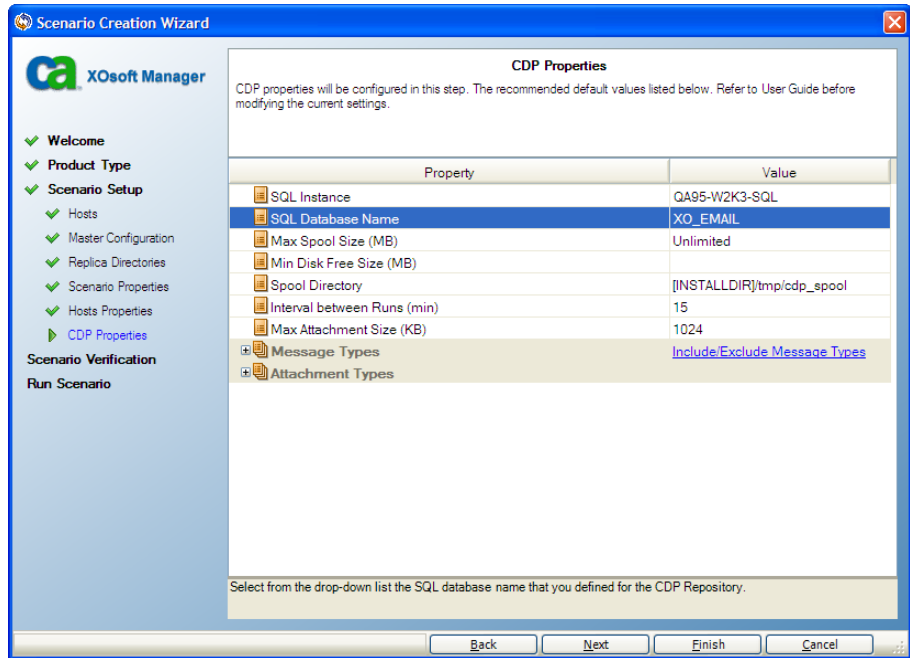 Scenario Creation Wizard
ca
XOsoft Manager
Welcome
Product Type
Scenario Setup
Hosts
Master Configuration
Replica Directories
Scenario Properties
Hosts Properties
CDP Properties
Scenario Verification
Run Scenario
CDP Properties
CDP properties will be configured in this step. The recommended default values listed below. Refer to User Guide before
modifying the current settings.
Property Value
SQL Instance QA95-W2K3-SQL
SQL Database Name XO_EMAIL
Max Spool Size (MB) Unlimited
Min Disk Free Size (MB)
Spool Directory [INSTALLDIR]/tmp/cdp_spool
Interval between Runs (min) 15
Max Attachment Size (KB) 1024
Message Types Include/Exclude Message Types
Attachment Types
Select from the drop-down list the SQL database name that you defined for the CDP Repository.
Back Next Finish Cancel